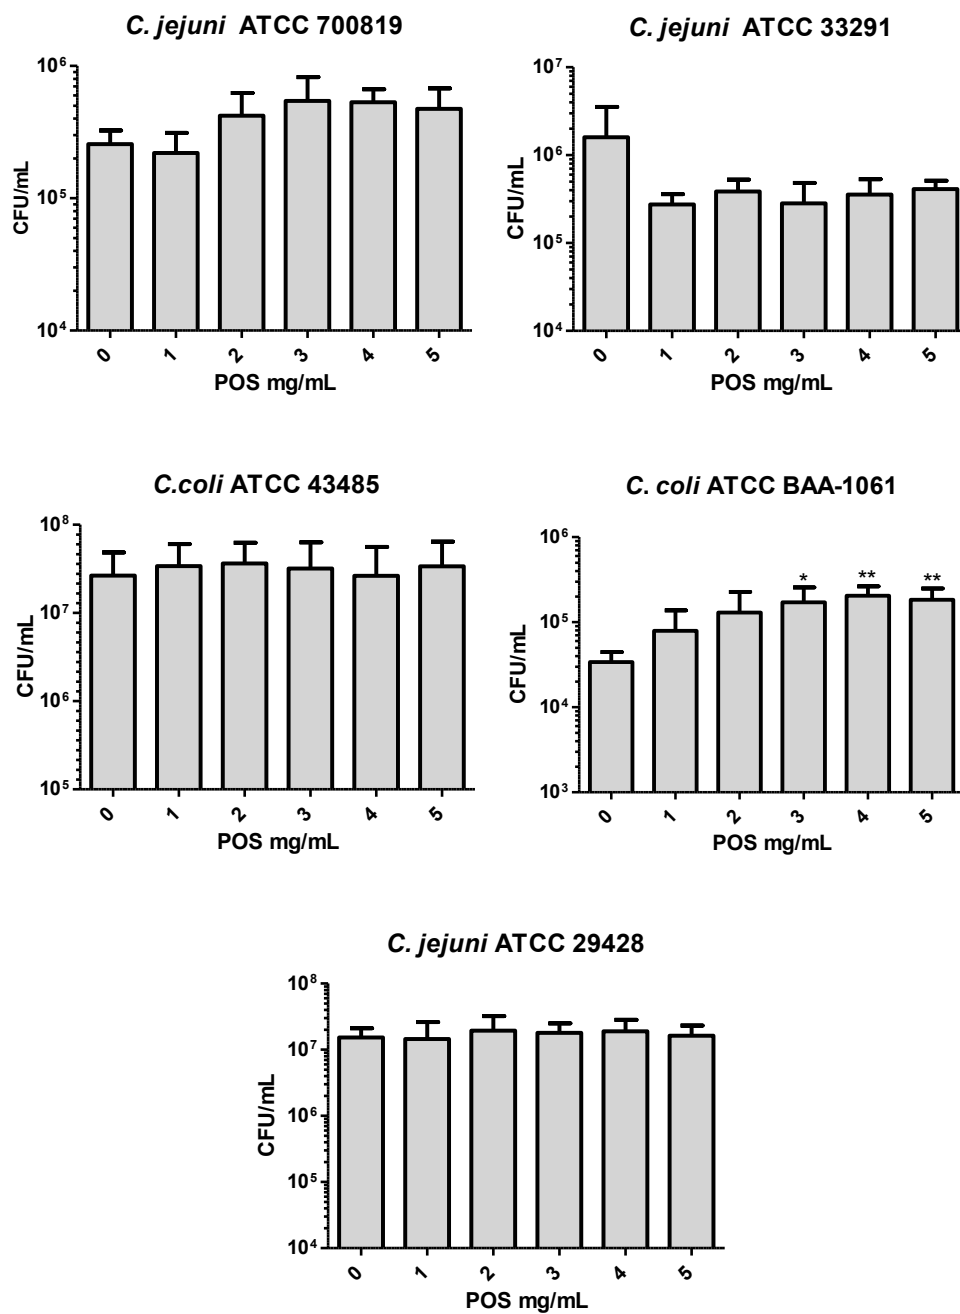 C. jejuni ATCC 700819
CFU/mL
10⁶
10⁵
10⁴
0 1 2 3 4 5
POS mg/mL
C. jejuni ATCC 33291
CFU/mL
10⁷
10⁶
10⁵
10⁴
0 1 2 3 4 5
POS mg/mL
C.coli ATCC 43485
CFU/mL
10⁸
10⁷
10⁶
10⁵
0 1 2 3 4 5
POS mg/mL
C. coli ATCC BAA-1061
CFU/mL
10⁶
10⁵
10⁴
10³
* ** **
0 1 2 3 4 5
POS mg/mL
C. jejuni ATCC 29428
CFU/mL
10⁸
10⁷
10⁶
10⁵
10⁴
0 1 2 3 4 5
POS mg/mL